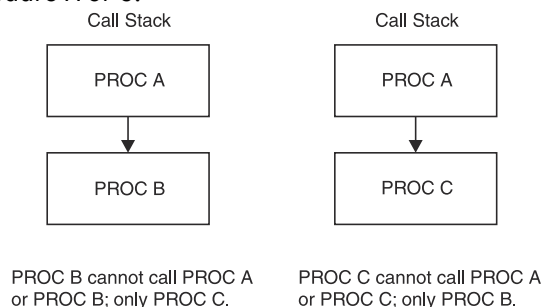 Call Stack
PROC A
PROC B
PROC B cannot call PROC A
or PROC B; only PROC C.
Call Stack
PROC A
PROC C
PROC C cannot call PROC A
or PROC C; only PROC B.